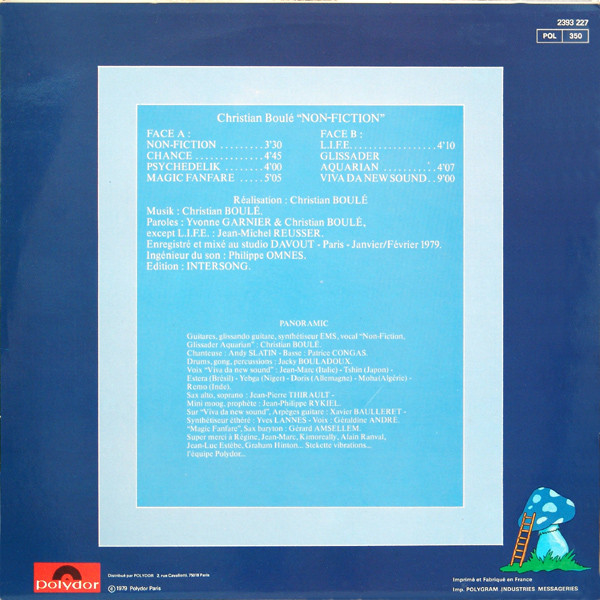 2393 227
POL 350
Christian Boulé "NON-FICTION"
FACE A :
NON-FICTION ......... 3'30
CHANCE .............. 4'45
PSYCHEDELIK ........ 4'00
MAGIC FANFARE ..... 5'05
FACE B :
L.I.F.E. ................ 4'10
GLISSADER
AQUARIAN ........... 4'07
VIVA DA NEW SOUND .. 9'00
Réalisation : Christian BOULÉ
Musik : Christian BOULÉ.
Paroles : Yvonne GARNIER & Christian BOULÉ,
except L.I.F.E. : Jean-Michel REUSSER.
Enregistré et mixé au studio DAVOUT - Paris - Janvier/Février 1979.
Ingénieur du son : Philippe OMNES.
Edition : INTERSONG.
PANORAMIC
Guitares, glissando guitare, synthétiseur EMS, vocal "Non-Fiction,
Glissader Aquarian" : Christian BOULÉ.
Chanteuse : Andy SLATIN - Basse : Patrice CONGAS.
Drums, gong, percussions : Jacky BOULADOUX.
Voix "Viva da new sound" : Jean-Marc (Italie) - Tshin (Japon) -
Estera (Brésil) - Yehga (Niger) - Doris (Allemagne) - Moha (Algérie) -
Remo (Inde).
Sax alto, soprano : Jean-Pierre THIRAULT -
Mini moog, prophète : Jean-Philippe RYKIEL.
Sur "Viva da new sound", Arpèges guitare : Xavier BAULLERET -
Synthétiseur éthéré : Yves LANNES - Voix : Géraldine ANDRÉ.
"Magic Fanfare", Sax baryton : Gérard AMSELLEM.
Super merci à Régine, Jean-Marc, Kimoreally, Alain Ranval,
Jean-Luc Estèbe, Graham Hinton... Stekette vibrations...
l'équipe Polydor...
polydor
Distribué par POLYDOR 2, rue Cavallotti, 75018 Paris
℗ 1979 Polydor Paris
Imprimé et Fabriqué en France
Imp. POLYGRAM INDUSTRIES MESSAGERIES